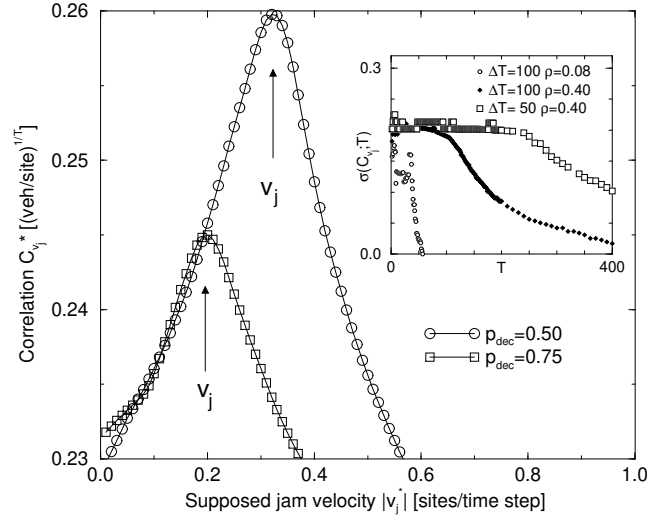 0.26
0.25
0.24
0.23
Correlation C_{v_j}^* [(veh/site)^{1/T}]
0.0 0.2 0.4 0.6 0.8 1.0
Supposed jam velocity |v_j^*| [sites/time step]
v_j
v_j
p_dec=0.50
p_dec=0.75
ΔT=100 ρ=0.08
ΔT=100 ρ=0.40
ΔT= 50 ρ=0.40
0.3
0.0
σ(C_{v_j};T)
0 200 400
T